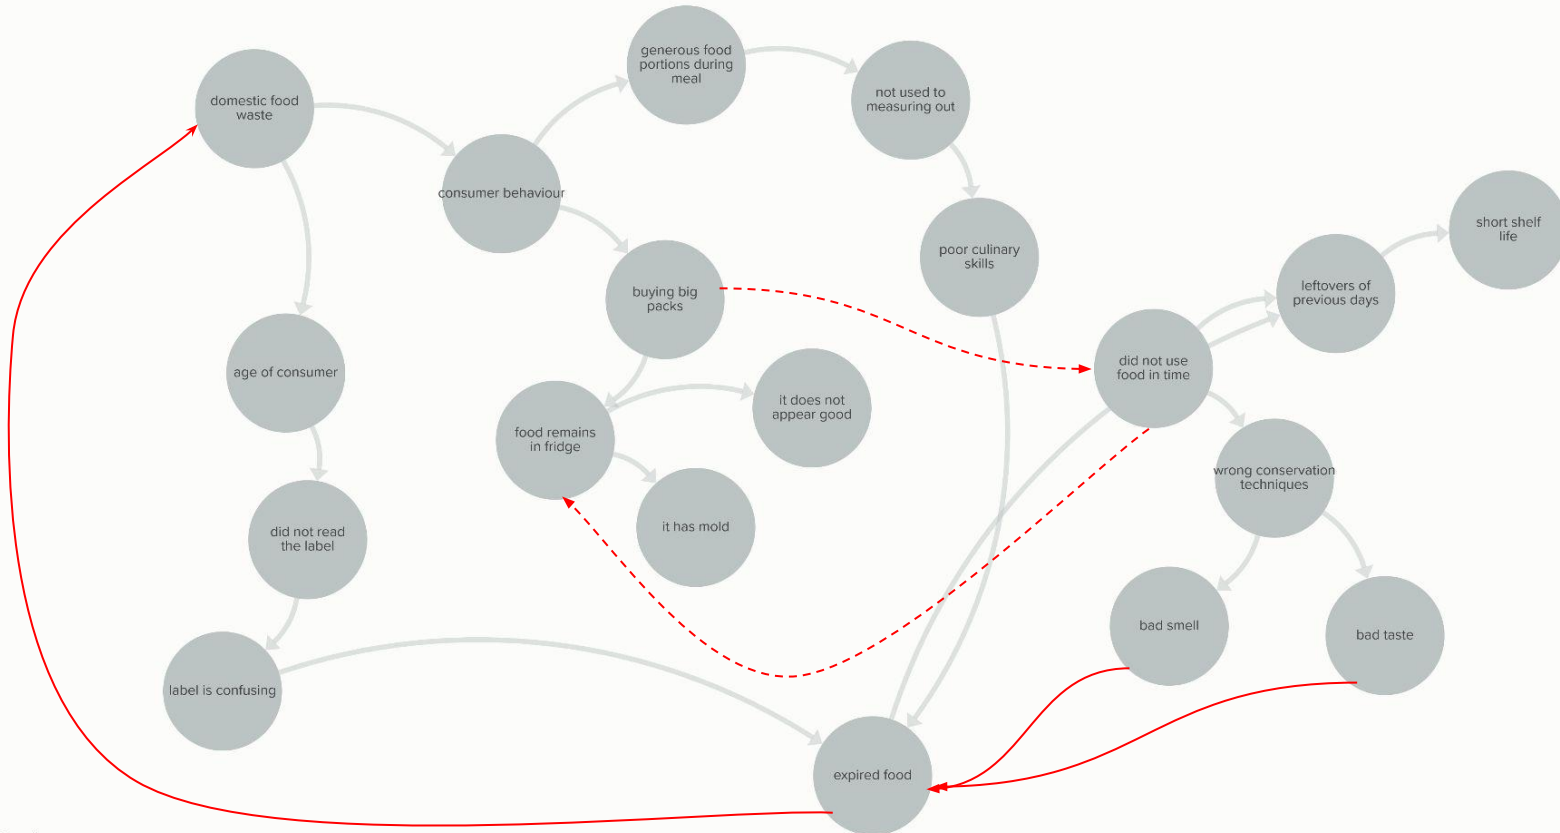 generous food
portions during
meal
domestic food
waste
not used to
measuring out
consumer behaviour
short shelf
life
poor culinary
skills
buying big
packs
leftovers of
previous days
did not use
food in time
age of consumer
it does not
appear good
food remains
in fridge
wrong conservation
techniques
it has mold
did not read
the label
bad smell
bad taste
label is confusing
expired food